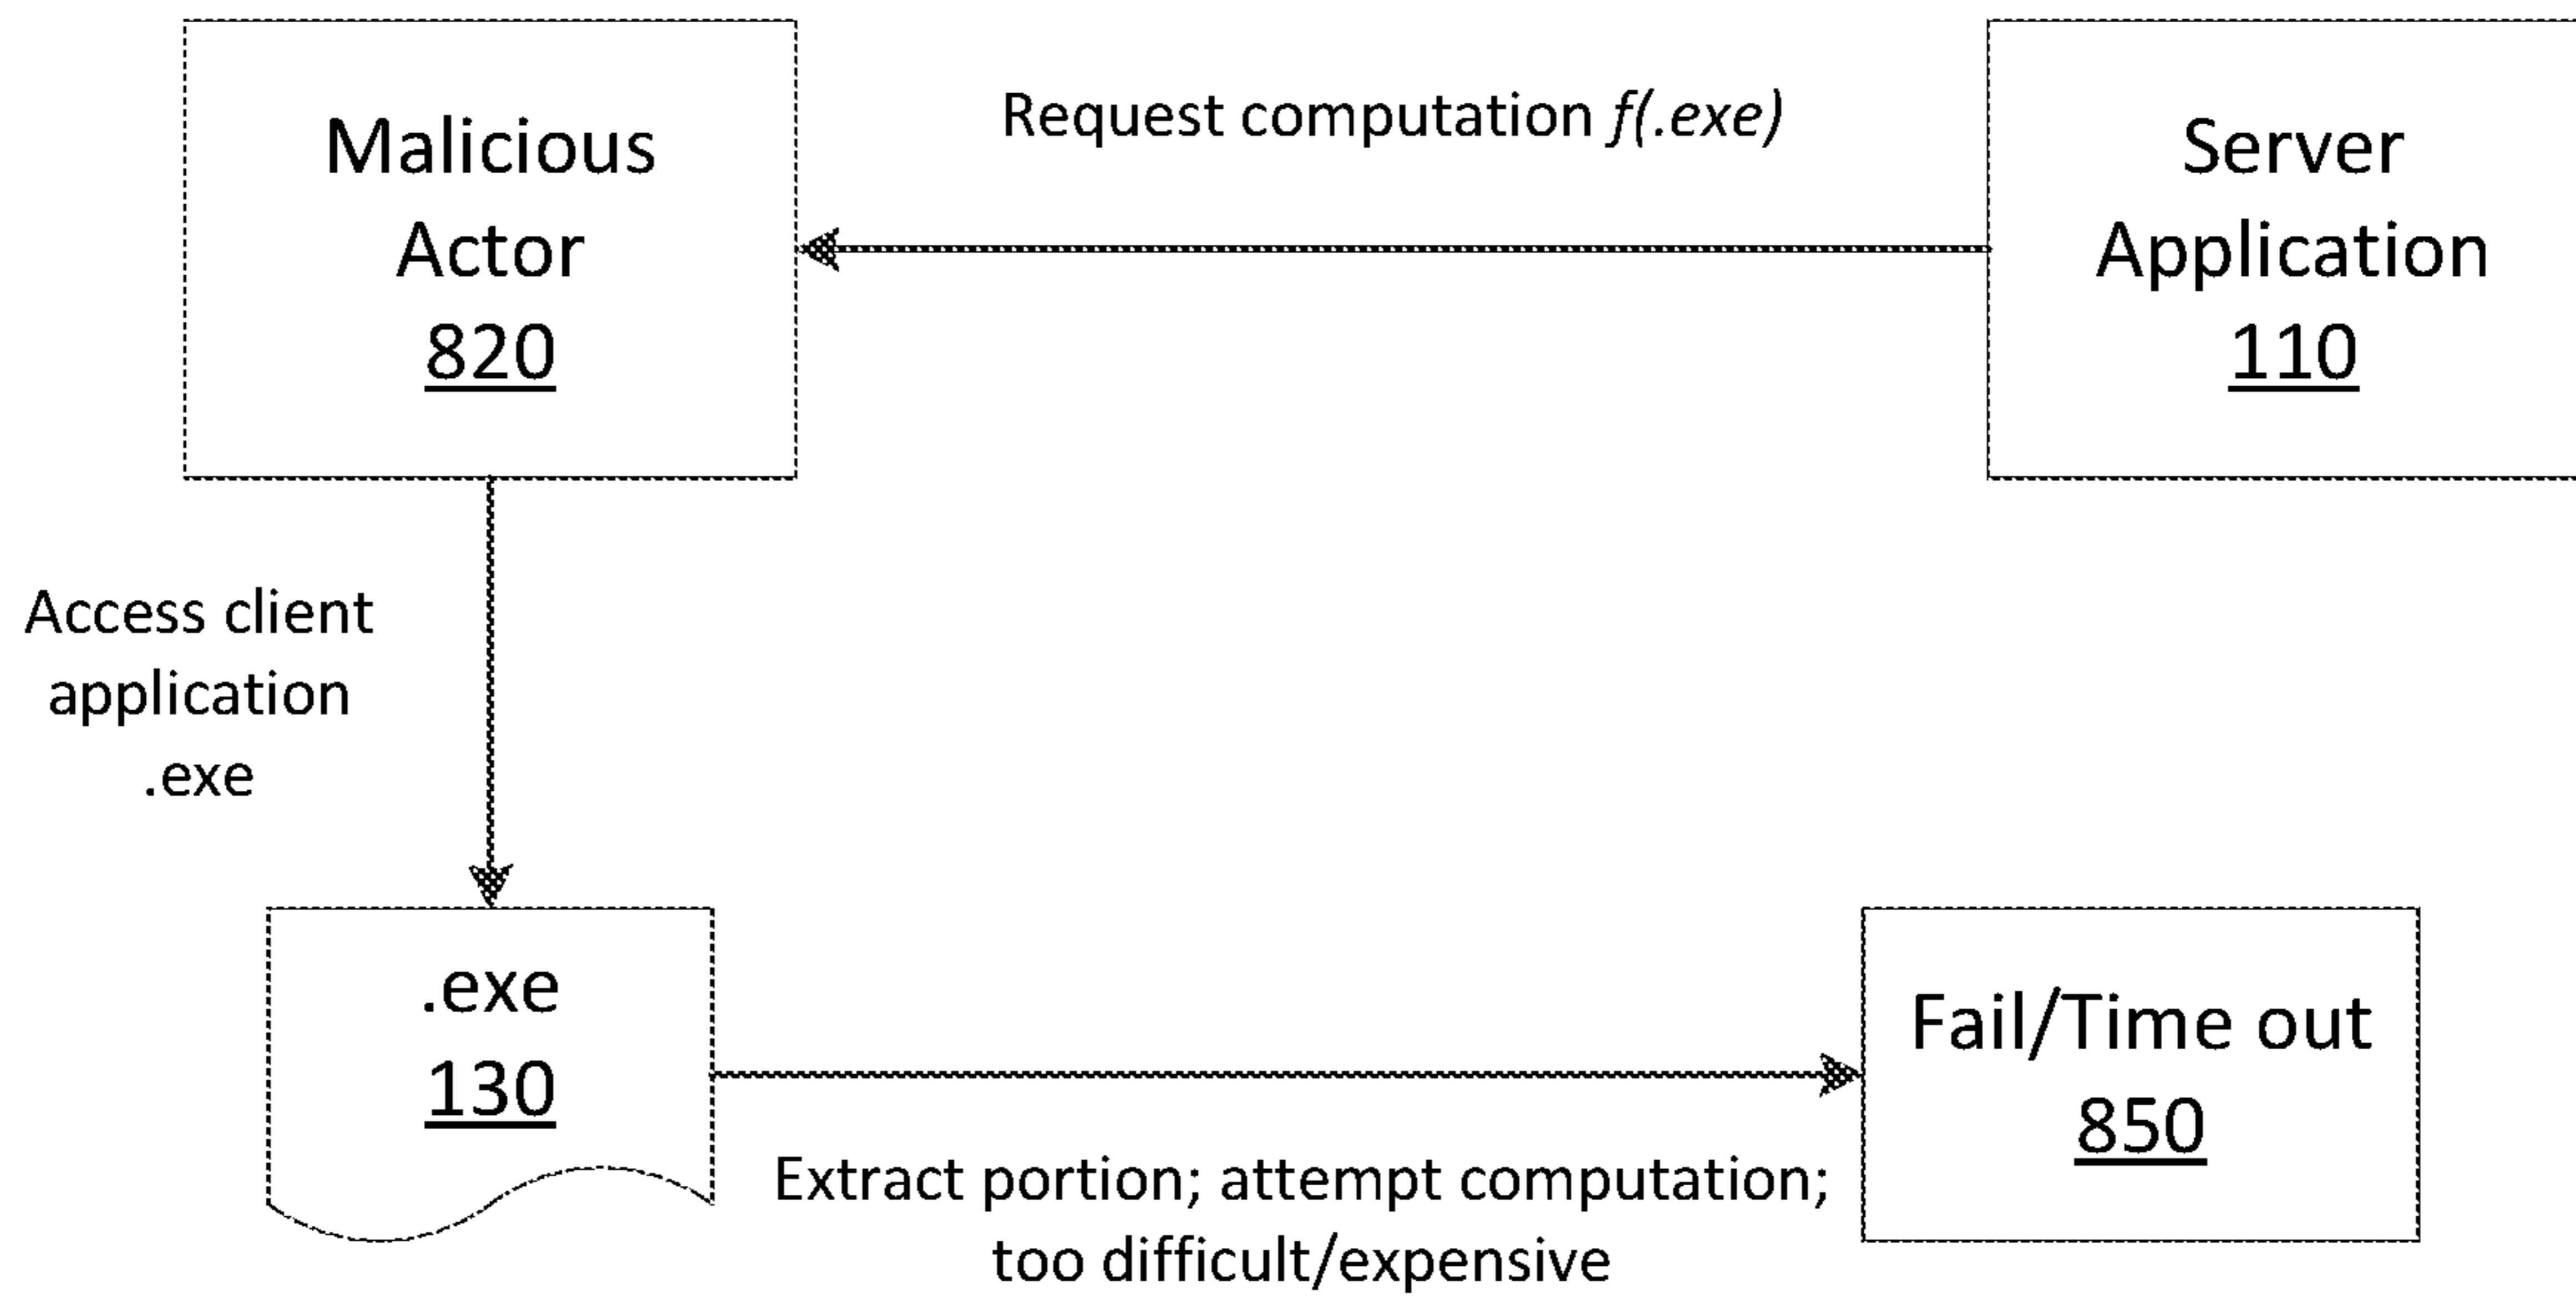 Malicious
Actor
820
Request computation f(.exe)
Server
Application
110
Access client
application
.exe
.exe
130
Extract portion; attempt computation;
too difficult/expensive
Fail/Time out
850